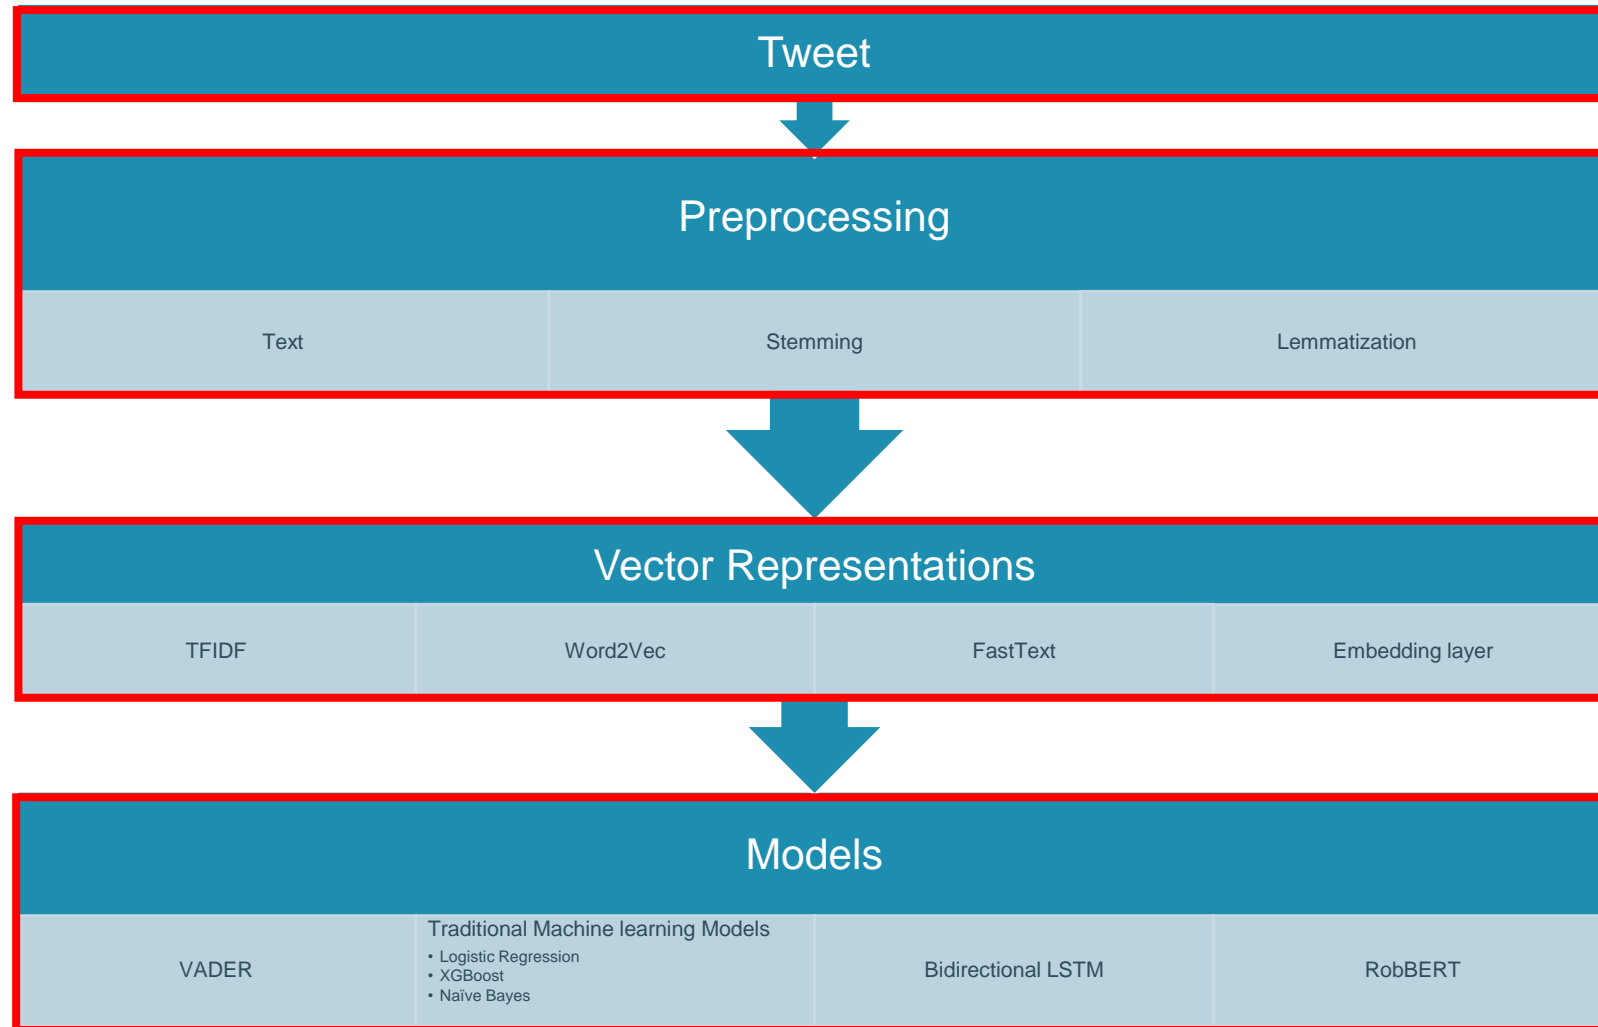 Tweet
Preprocessing
Text
Stemming
Lemmatization
Vector Representations
TFIDF
Word2Vec
FastText
Embedding layer
Models
VADER
Traditional Machine learning Models
• Logistic Regression
• XGBoost
• Naïve Bayes
Bidirectional LSTM
RobBERT